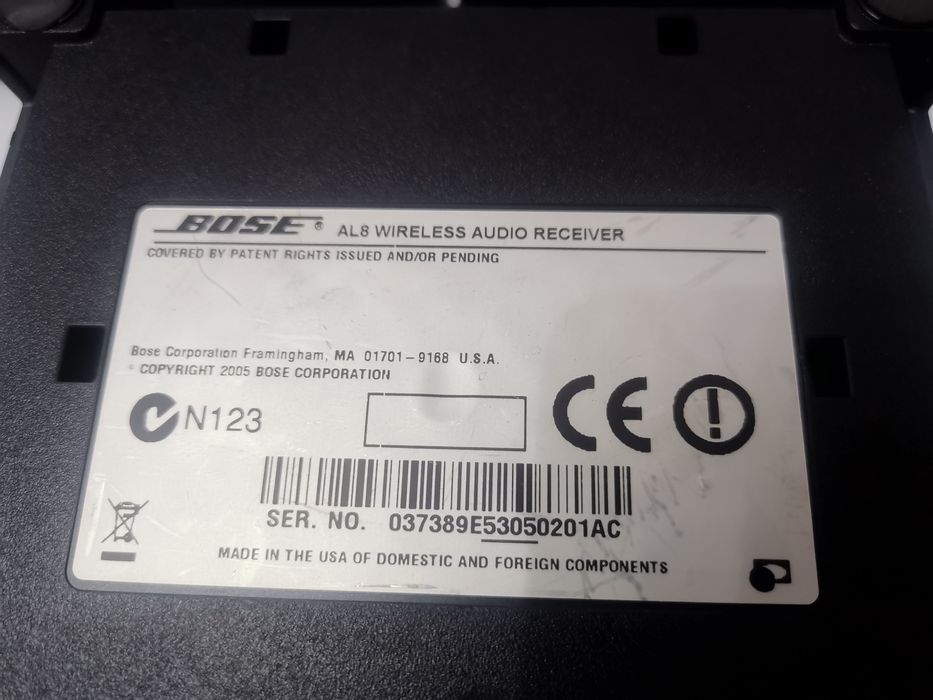 BOSE ® AL8 WIRELESS AUDIO RECEIVER
COVERED BY PATENT RIGHTS ISSUED AND/OR PENDING
Bose Corporation Framingham, MA 01701-9168 U.S.A.
© COPYRIGHT 2005 BOSE CORPORATION
N123
CE
SER. NO. 037389E53050201AC
MADE IN THE USA OF DOMESTIC AND FOREIGN COMPONENTS